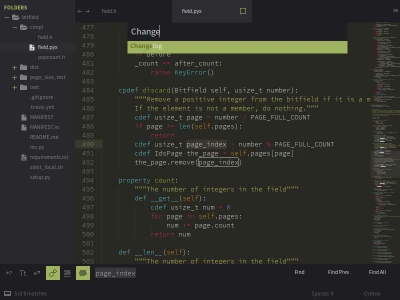 FOLDERS
bitfield
cimpl
field.h
field.pyx
popcount.h
dist
page_size_test
test
.gitignore
.travis.yml
MANIFEST
MANIFEST.in
README.md
requirements.txt
setup.py
field.h
field.pyx
Change
Changelog
477
478
479
480 before
481 _count == after_count:
482 raise KeyError()
483
484 cpdef discard(Bitfield self, usize_t number):
485 """Remove a positive integer from the bitfield if it is a m
486 If the element is not a member, do nothing."""
487 cdef usize_t page = number / PAGE_FULL_COUNT
488 if page >= len(self.pages):
489 return
490 cdef usize_t page_index = number % PAGE_FULL_COUNT
491 cdef IdsPage the_page = self.pages[page]
492 the_page.remove(page_index)
493
494 property count:
495 """The number of integers in the field"""
496 def __get__(self):
497 cdef usize_t num = 0
498 for page in self.pages:
499 num += page.count
500 return num
501
502 def __len__(self):
503 """The number of integers in the field"""
page_index
Find
Find Prev
Find All
Spaces: 4
Cython